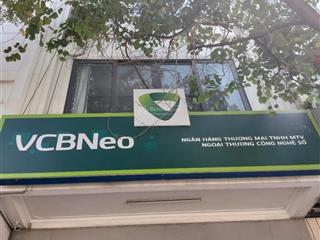 VCBNeo
NGÂN HÀNG THƯƠNG MẠI TNHH MTV
NGOẠI THƯƠNG CÔNG NGHỆ SỐ